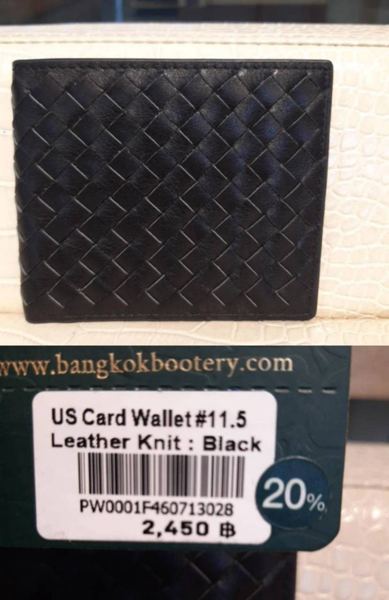 www.bangkokbootery.com
US Card Wallet#11.5
Leather Knit : Black
PW0001F460713028
2,450 ฿
20%